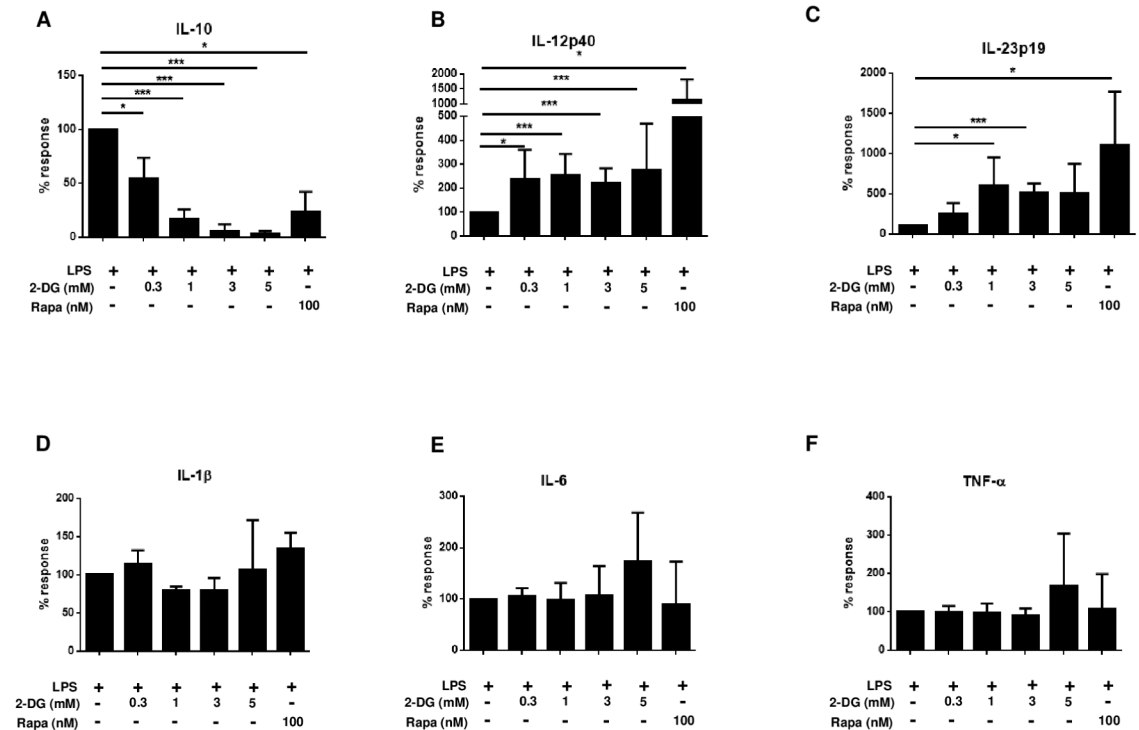 A
IL-10
*
***
***
***
*
150
100
50
0
% response
LPS + + + + + +
2-DG (mM) - 0.3 1 3 5 -
Rapa (nM) - - - - - 100
B
IL-12p40
*
***
***
***
*
2000
1500
1000
500
400
300
200
100
0
% response
LPS + + + + + +
2-DG (mM) - 0.3 1 3 5 -
Rapa (nM) - - - - - 100
C
IL-23p19
*
***
*
2000
1500
1000
500
0
% response
LPS + + + + + +
2-DG (mM) - 0.3 1 3 5 -
Rapa (nM) - - - - - 100
D
IL-1β
200
150
100
50
0
% response
LPS + + + + + +
2-DG (mM) - 0.3 1 3 5 -
Rapa (nM) - - - - - 100
E
IL-6
300
200
100
0
% response
LPS + + + + + +
2-DG (mM) - 0.3 1 3 5 -
Rapa (nM) - - - - - 100
F
TNF-α
400
300
200
100
0
% response
LPS + + + + + +
2-DG (mM) - 0.3 1 3 5 -
Rapa (nM) - - - - - 100